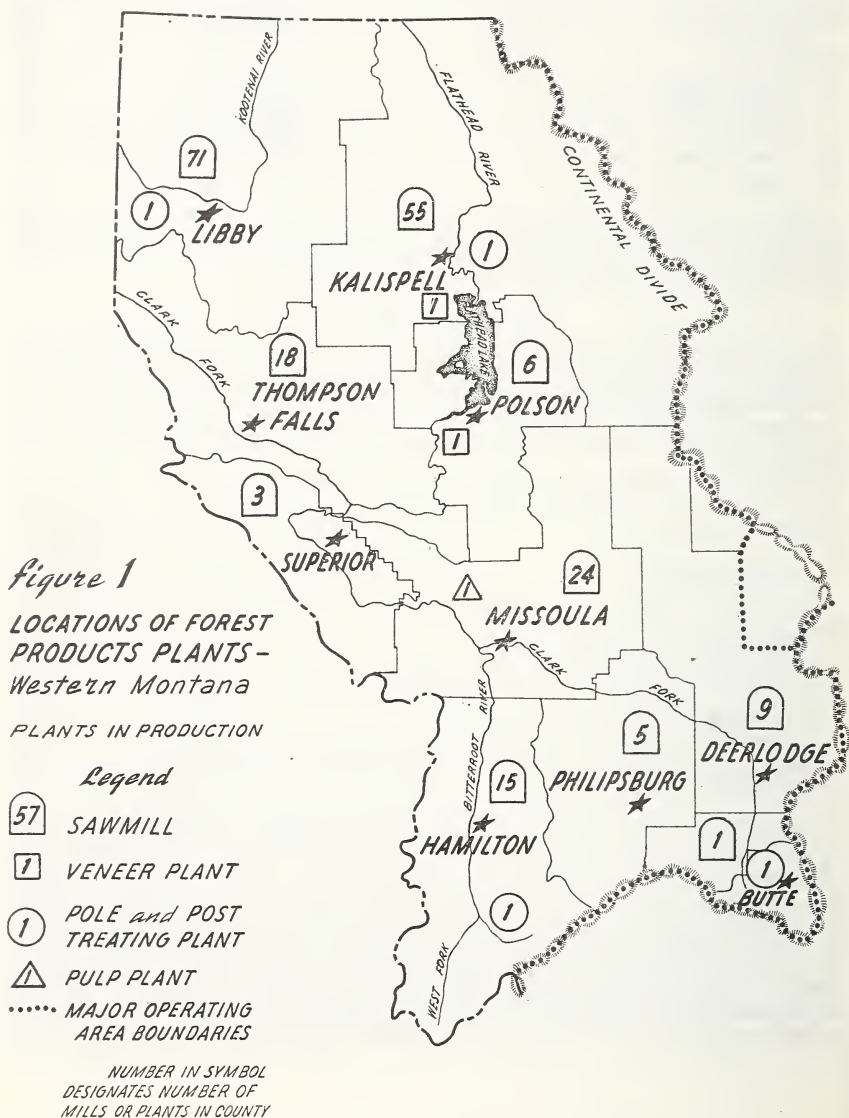 KOOTENAI RIVER
FLATHEAD RIVER
CONTINENTAL DIVIDE
71
1
LIBBY
55
1
KALISPELL
1
CLARK
FORK
18
THOMPSON
FALLS
6
POLSON
1
3
SUPERIOR
1
24
MISSOULA
CLARK
FORK
BITTERROOT
RIVER
15
HAMILTON
5
PHILIPSBURG
9
DEERLODGE
1
1
BUTTE
1
WEST FORK
figure 1
LOCATIONS OF FOREST
PRODUCTS PLANTS-
Western Montana
PLANTS IN PRODUCTION
Legend
57 SAWMILL
1 VENEER PLANT
1 POLE and POST
TREATING PLANT
1 PULP PLANT
MAJOR OPERATING
AREA BOUNDARIES
NUMBER IN SYMBOL
DESIGNATES NUMBER OF
MILLS OR PLANTS IN COUNTY